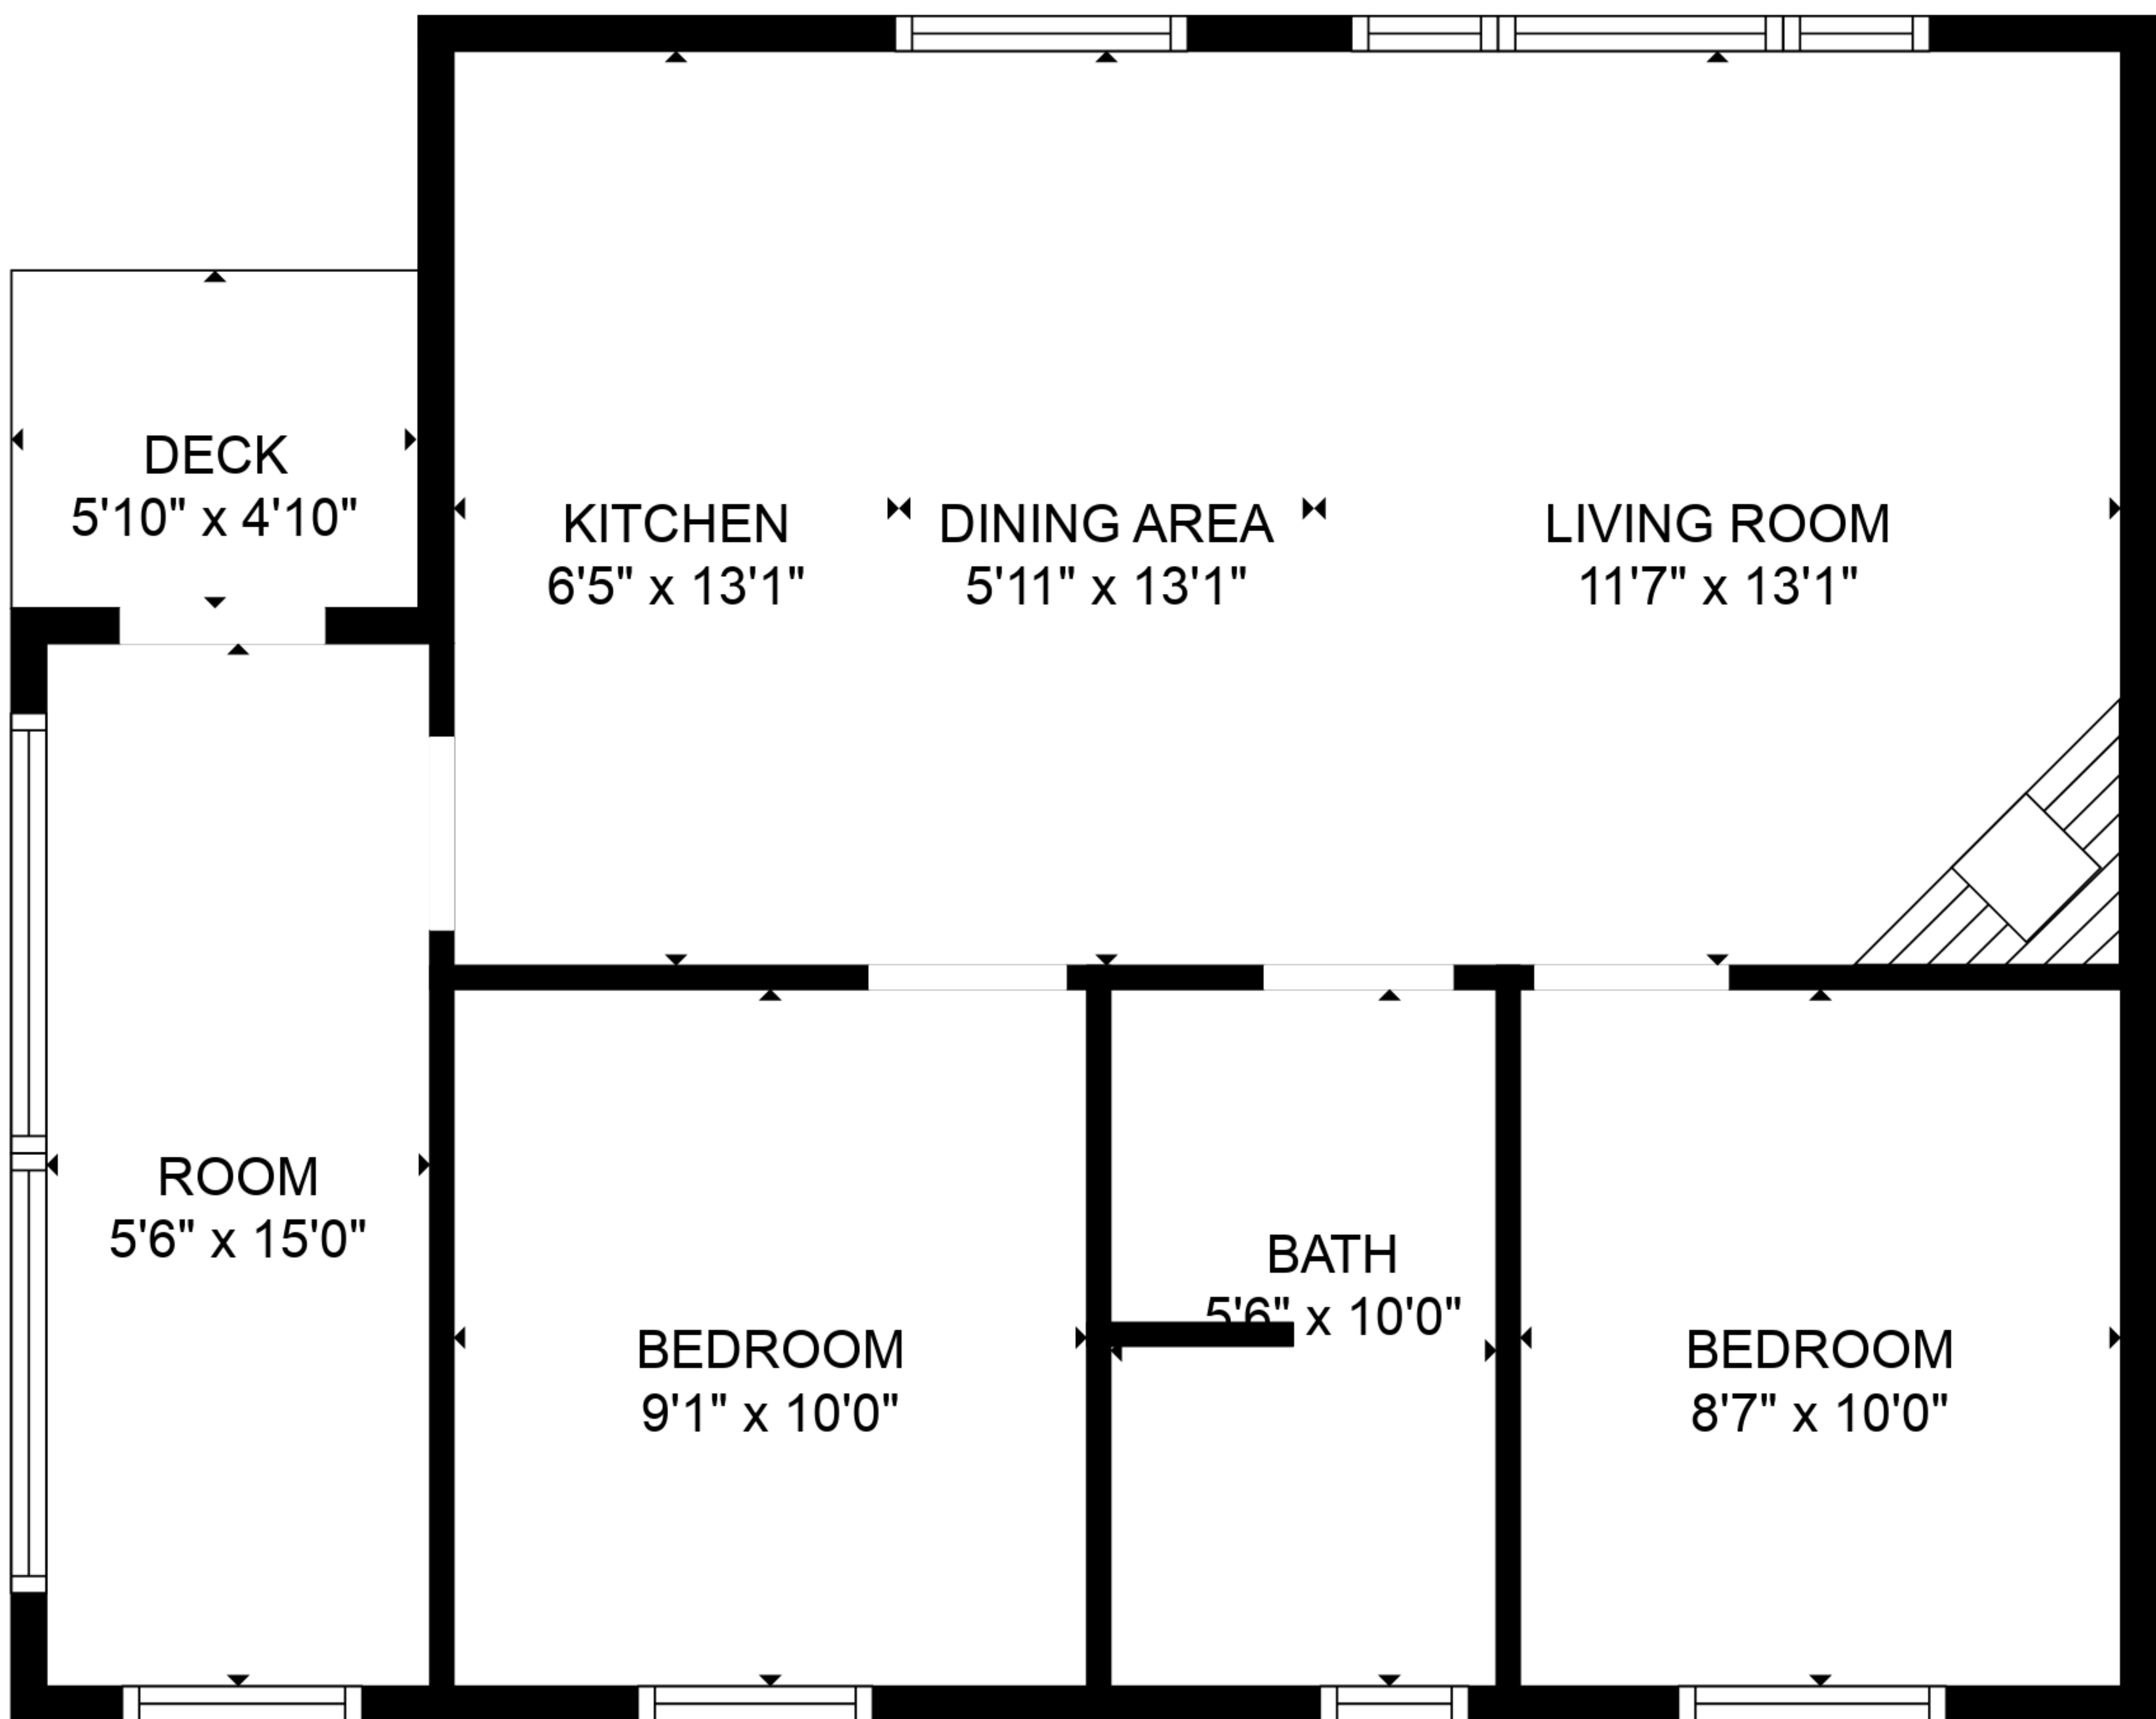 DECK
5'10" x 4'10"
KITCHEN
6'5" x 13'1"
DINING AREA
5'11" x 13'1"
LIVING ROOM
11'7" x 13'1"
ROOM
5'6" x 15'0"
BATH
5'6" x 10'0"
BEDROOM
9'1" x 10'0"
BEDROOM
8'7" x 10'0"